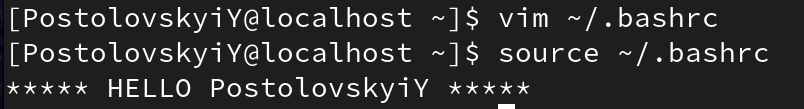 [PostolovskyiY@localhost ~]$ vim ~/.bashrc
[PostolovskyiY@localhost ~]$ source ~/.bashrc
***** HELLO PostolovskyiY *****